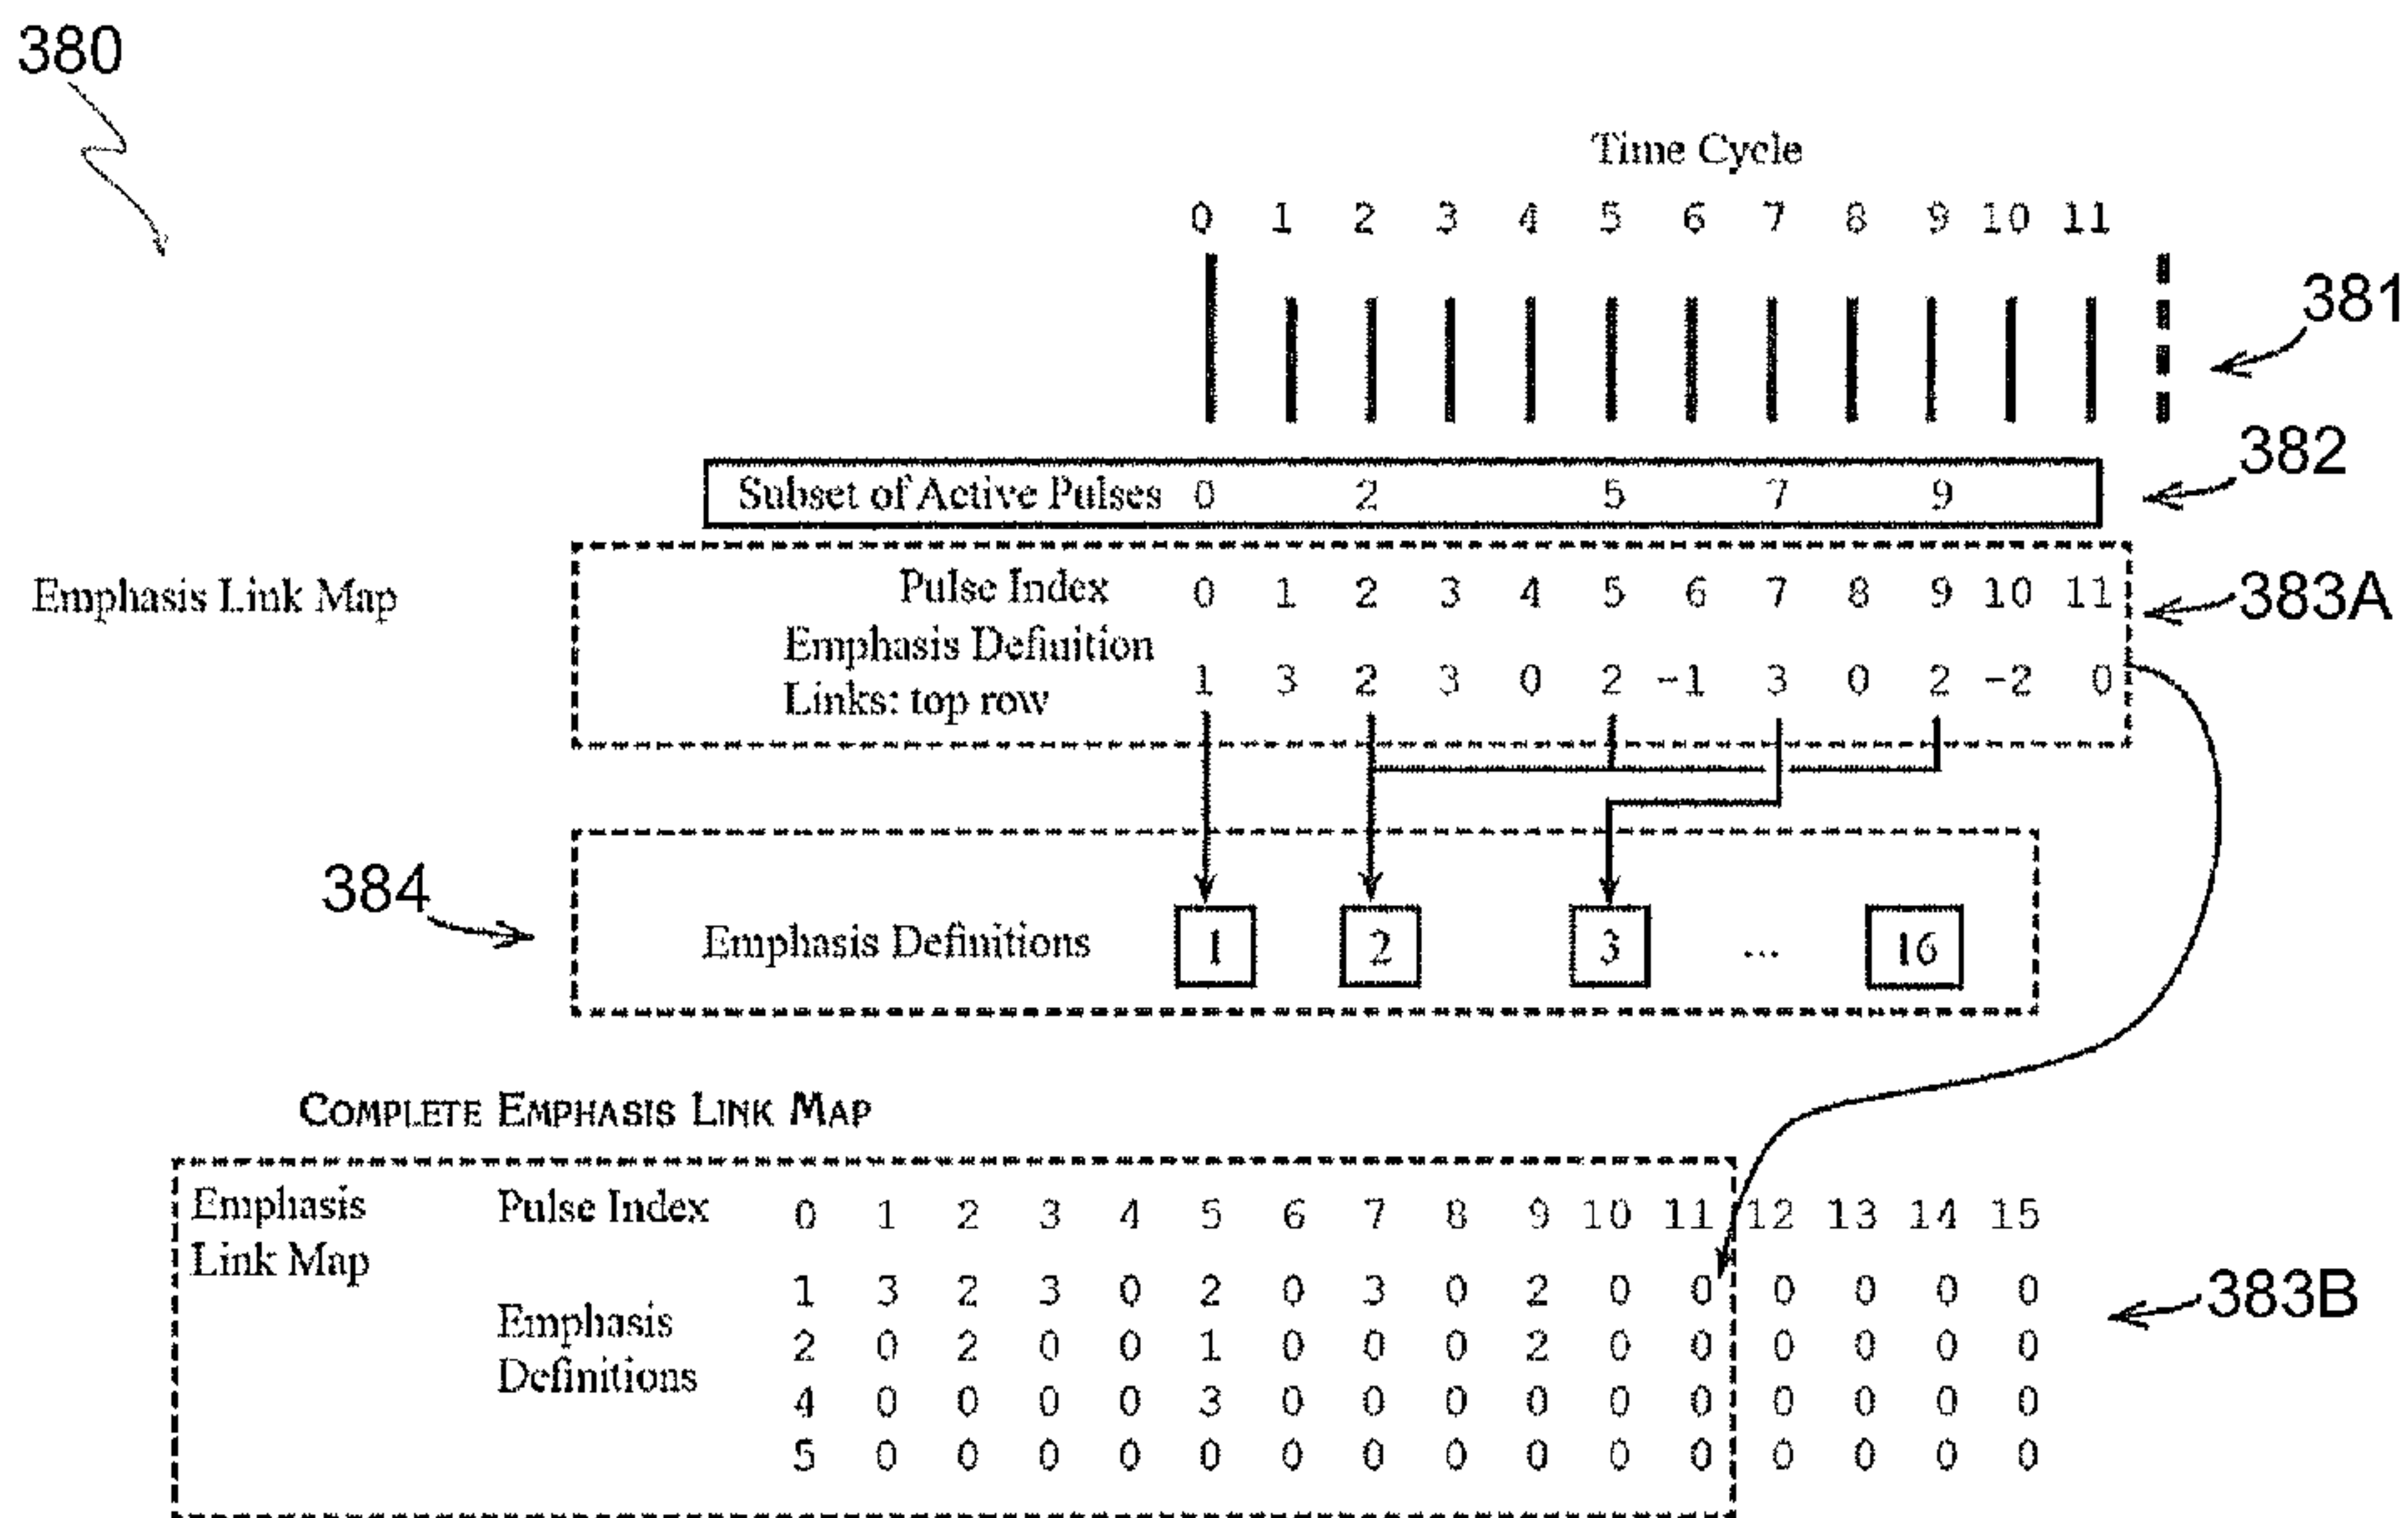 380
Time Cycle
0 1 2 3 4 5 6 7 8 9 10 11
381
382
Subset of Active Pulses 0 2 5 7 9
Emphasis Link Map
Pulse Index 0 1 2 3 4 5 6 7 8 9 10 11
383A
Emphasis Definition
Links: top row 1 3 2 3 0 2 -1 3 0 2 -2 0
384
Emphasis Definitions 1 2 3 ... 16
COMPLETE EMPHASIS LINK MAP
Emphasis Pulse Index 0 1 2 3 4 5 6 7 8 9 10 11 12 13 14 15
Link Map
1 3 2 3 0 2 0 3 0 2 0 0 0 0 0 0
383B
Emphasis
2 0 2 0 0 1 0 0 0 2 0 0 0 0 0 0
Definitions
4 0 0 0 0 3 0 0 0 0 0 0 0 0 0 0
5 0 0 0 0 0 0 0 0 0 0 0 0 0 0 0